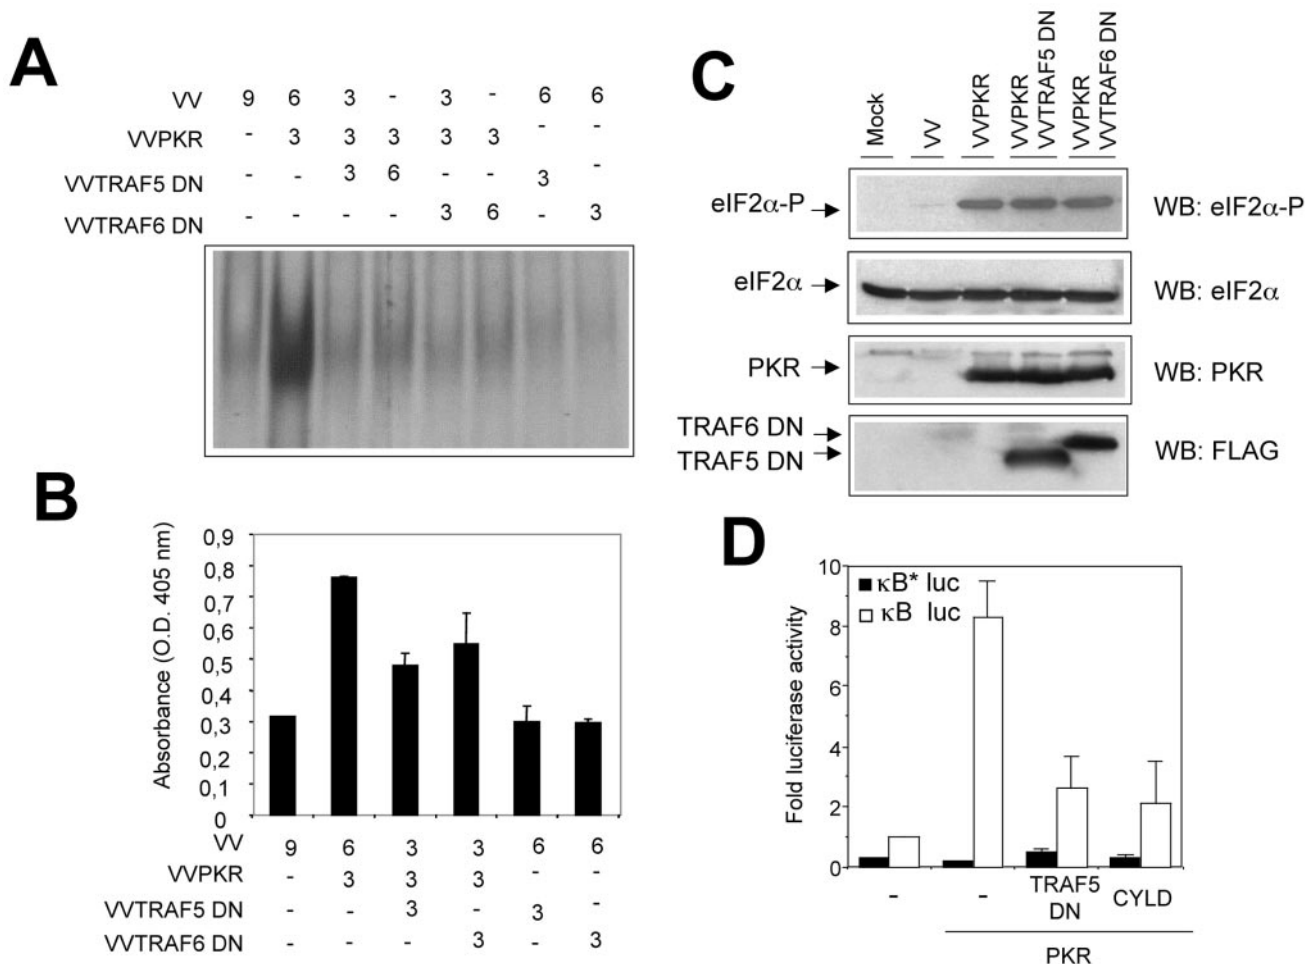 A
VV 9 6 3 - 3 - 6 6
VVPKR - 3 3 3 3 3 - -
VVTRAF5 DN - - 3 6 - - 3 -
VVTRAF6 DN - - - - 3 6 - 3
B
Absorbance (O.D. 405 nm)
0,9
0,8
0,7
0,6
0,5
0,4
0,3
0,2
0,1
0
VV 9 6 3 3 6 6
VVPKR - 3 3 3 - -
VVTRAF5 DN - - 3 - 3 -
VVTRAF6 DN - - - 3 - 3
C
Mock
VV
VVPKR
VVPKR
VVTRAF5 DN
VVPKR
VVTRAF6 DN
eIF2α-P WB: eIF2α-P
eIF2α WB: eIF2α
PKR WB: PKR
TRAF6 DN
TRAF5 DN
WB: FLAG
D
Fold luciferase activity
10
8
6
4
2
0
κB* luc
κB luc
- - TRAF5 DN CYLD
PKR